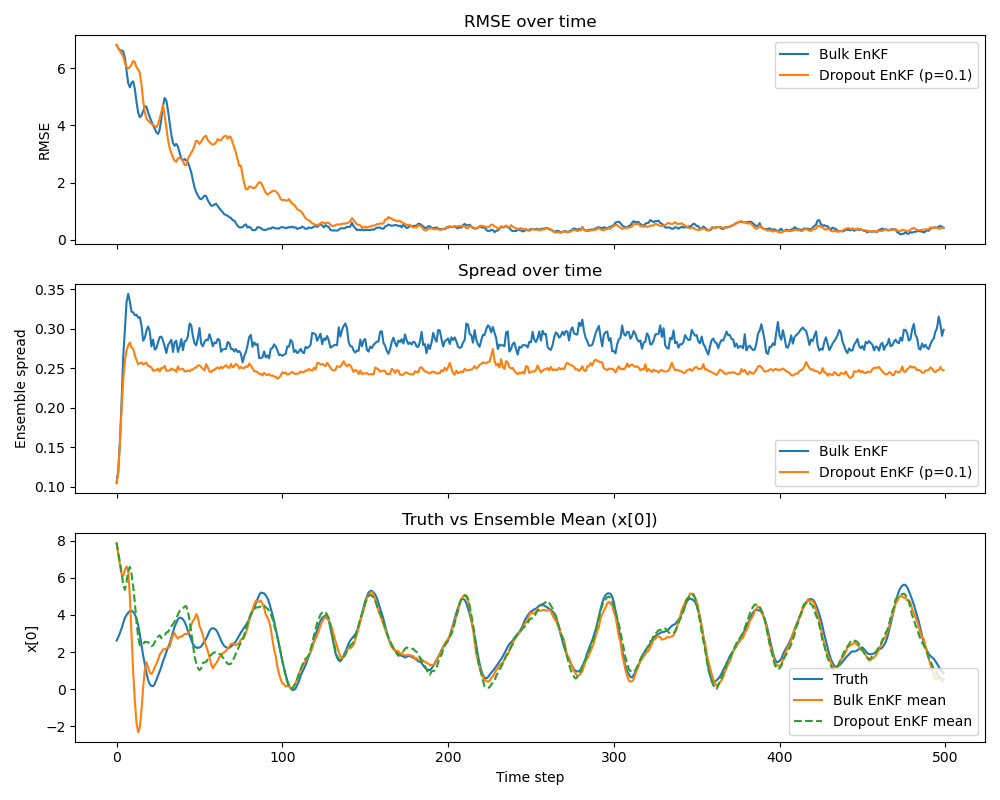 RMSE over time
RMSE
6
4
2
0
Bulk EnKF
Dropout EnKF (p=0.1)
Spread over time
Ensemble spread
0.35
0.30
0.25
0.20
0.15
0.10
Bulk EnKF
Dropout EnKF (p=0.1)
Truth vs Ensemble Mean (x[0])
x[0]
8
6
4
2
0
−2
Truth
Bulk EnKF mean
Dropout EnKF mean
0
100
200
300
400
500
Time step